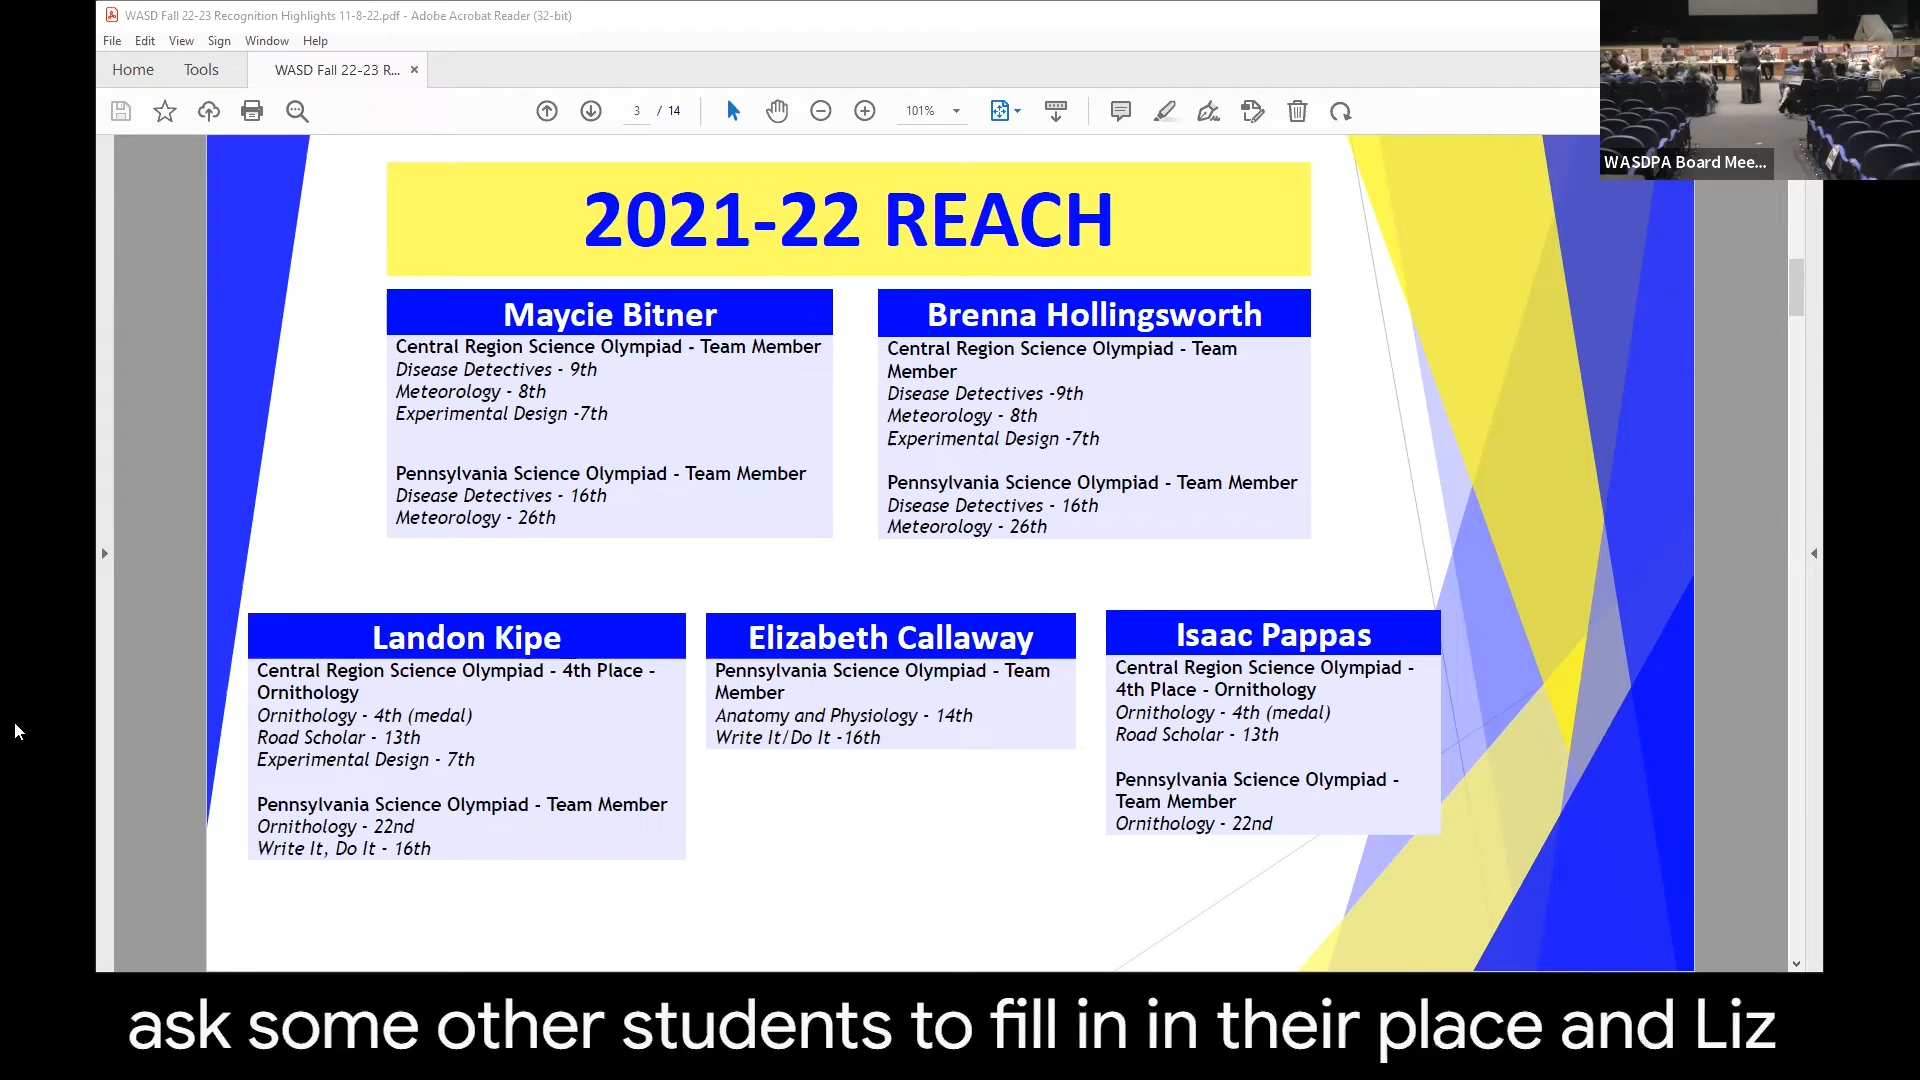 WASD Fall 22-23 Recognition Highlights 11-8-22.pdf - Adobe Acrobat Reader (32-bit)
File Edit View Sign Window Help
Home Tools WASD Fall 22-23 R... ×
3 / 14 101%
WASDPA Board Mee...
2021-22 REACH
Maycie Bitner
Central Region Science Olympiad - Team Member
Disease Detectives - 9th
Meteorology - 8th
Experimental Design -7th
Pennsylvania Science Olympiad - Team Member
Disease Detectives - 16th
Meteorology - 26th
Brenna Hollingsworth
Central Region Science Olympiad - Team
Member
Disease Detectives -9th
Meteorology - 8th
Experimental Design -7th
Pennsylvania Science Olympiad - Team Member
Disease Detectives - 16th
Meteorology - 26th
Landon Kipe
Central Region Science Olympiad - 4th Place -
Ornithology
Ornithology - 4th (medal)
Road Scholar - 13th
Experimental Design - 7th
Pennsylvania Science Olympiad - Team Member
Ornithology - 22nd
Write It, Do It - 16th
Elizabeth Callaway
Pennsylvania Science Olympiad - Team
Member
Anatomy and Physiology - 14th
Write It/Do It -16th
Isaac Pappas
Central Region Science Olympiad -
4th Place - Ornithology
Ornithology - 4th (medal)
Road Scholar - 13th
Pennsylvania Science Olympiad -
Team Member
Ornithology - 22nd
ask some other students to fill in in their place and Liz